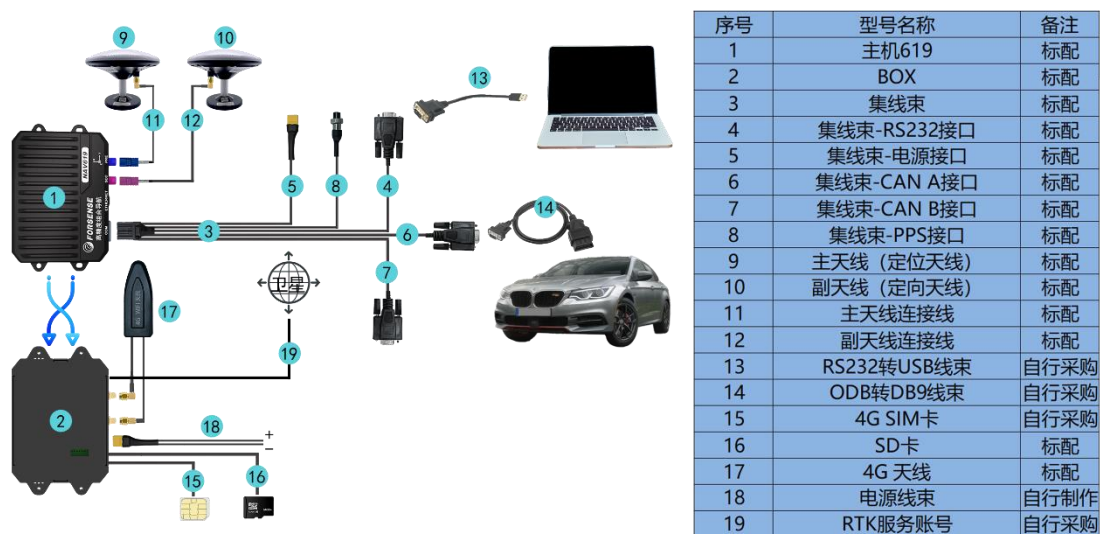 9
10
13
11
12
NAV619
FORSENSE
COM
1
5
8
4
3
6
14
7
卫星
17
19
2
18
+
−
15
16
序号 型号名称 备注
1 主机619 标配
2 BOX 标配
3 集线束 标配
4 集线束-RS232接口 标配
5 集线束-电源接口 标配
6 集线束-CAN A接口 标配
7 集线束-CAN B接口 标配
8 集线束-PPS接口 标配
9 主天线（定位天线） 标配
10 副天线（定向天线） 标配
11 主天线连接线 标配
12 副天线连接线 标配
13 RS232转USB线束 自行采购
14 ODB转DB9线束 自行采购
15 4G SIM卡 自行采购
16 SD卡 标配
17 4G 天线 标配
18 电源线束 自行制作
19 RTK服务账号 自行采购